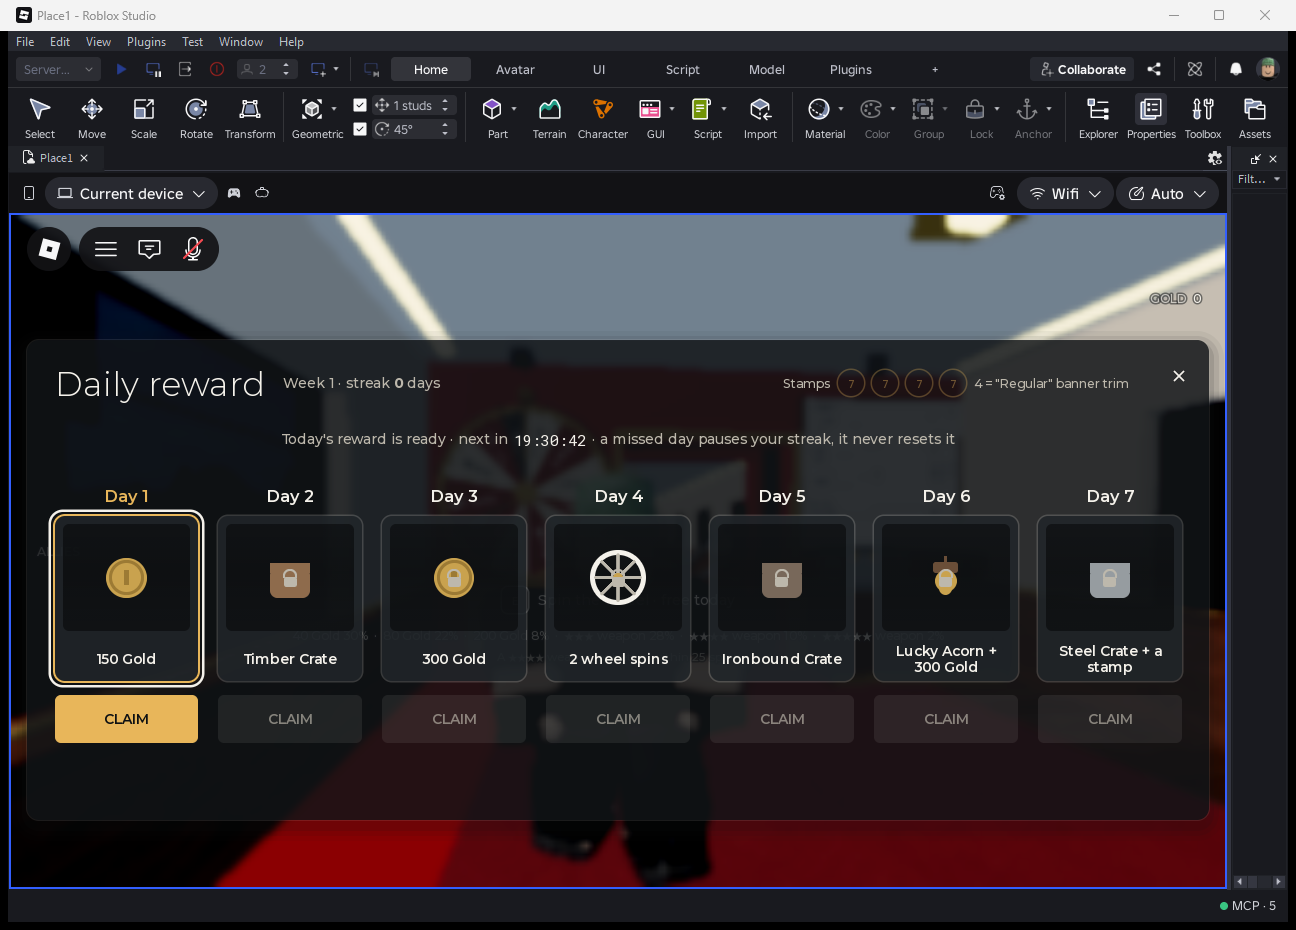 Place1 - Roblox Studio
File Edit View Plugins Test Window Help
Server... 2 Home Avatar UI Script Model Plugins + Collaborate
1 studs
45°
Select Move Scale Rotate Transform Geometric Part Terrain Character GUI Script Import Material Color Group Lock Anchor Explorer Properties Toolbox Assets
Place1
Filt...
Current device Wifi Auto
GOLD 0
Daily reward Week 1 · streak 0 days Stamps 7 7 7 7 4 = "Regular" banner trim
Today's reward is ready · next in 19:30:42 · a missed day pauses your streak, it never resets it
Day 1 Day 2 Day 3 Day 4 Day 5 Day 6 Day 7
150 Gold Timber Crate 300 Gold 2 wheel spins Ironbound Crate Lucky Acorn + 300 Gold Steel Crate + a stamp
CLAIM CLAIM CLAIM CLAIM CLAIM CLAIM CLAIM
MCP · 5